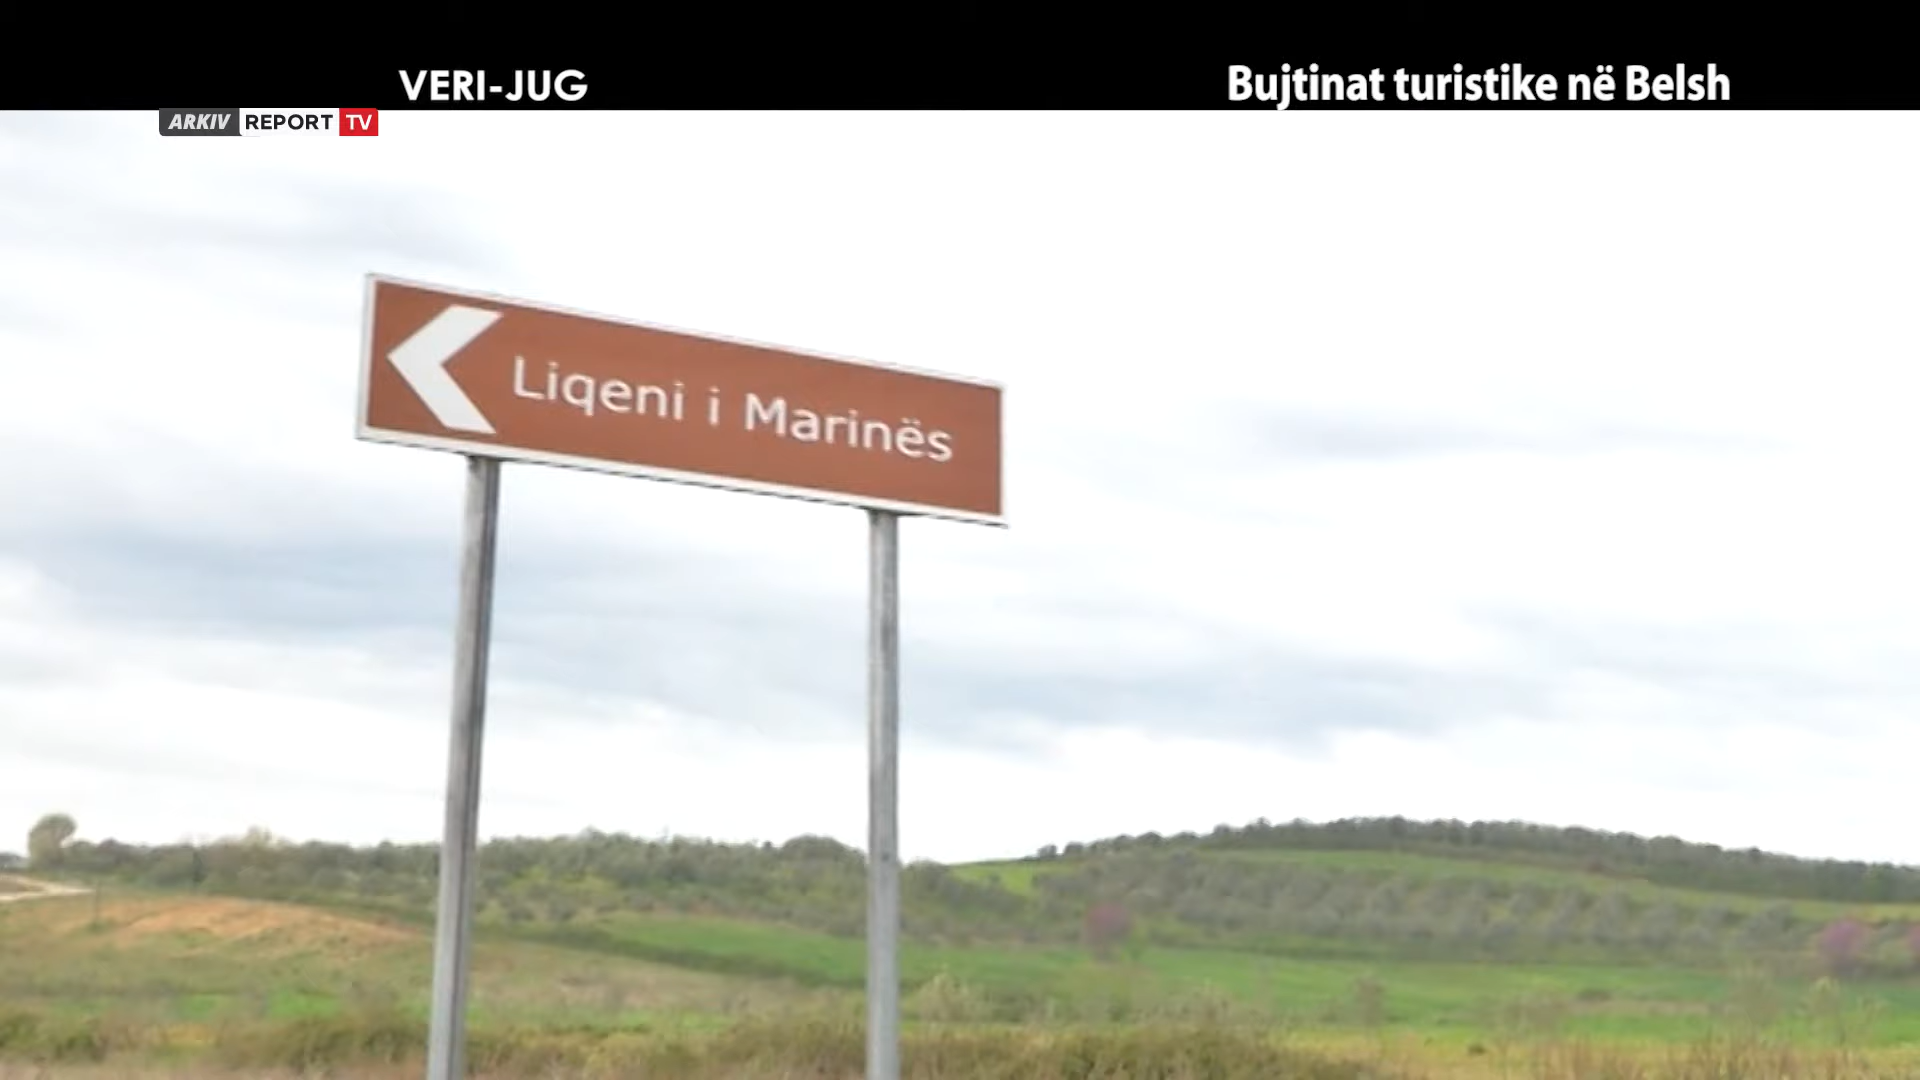 VERI-JUG
Bujtinat turistike në Belsh
ARKIV REPORT TV
Liqeni i Marinës